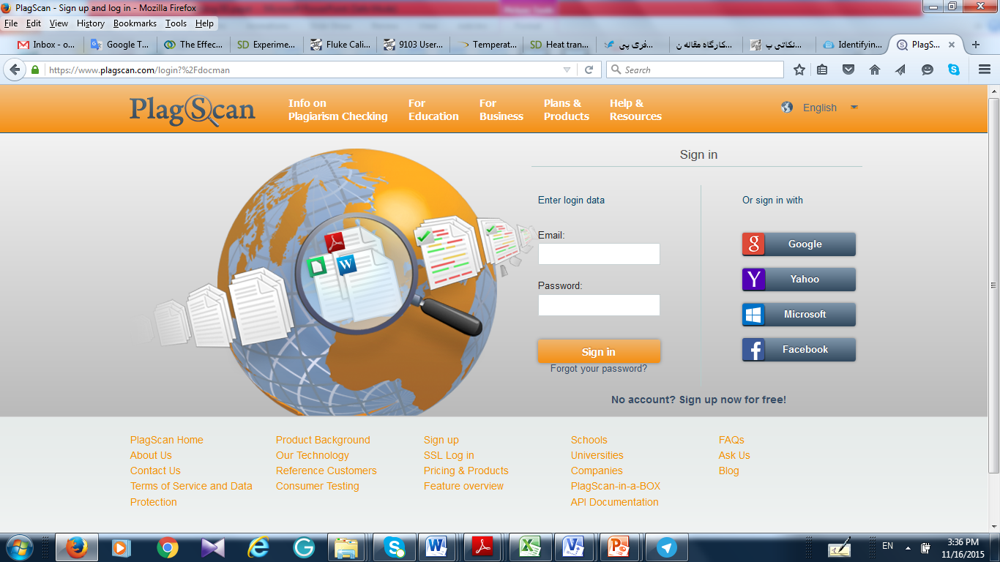 PlagScan - Sign up and log in - Mozilla Firefox
File Edit View History Bookmarks Tools Help
Inbox - o... Google T... The Effec... SD Experime... Fluke Cali... 9103 User... Temperat... SD Heat tran... فری پی... کارگاه مقاله ن... نکاتی پ... Identifyin... PlagS...
https://www.plagscan.com/login?%2Fdocman Search
PlagScan
Info on
Plagiarism Checking
For
Education
For
Business
Plans &
Products
Help &
Resources
English
Sign in
Enter login data
Email:
Password:
Sign in
Forgot your password?
Or sign in with
Google
Yahoo
Microsoft
Facebook
No account? Sign up now for free!
PlagScan Home
About Us
Contact Us
Terms of Service and Data
Protection
Product Background
Our Technology
Reference Customers
Consumer Testing
Sign up
SSL Log in
Pricing & Products
Feature overview
Schools
Universities
Companies
PlagScan-in-a-BOX
API Documentation
FAQs
Ask Us
Blog
EN
3:36 PM
11/16/2015